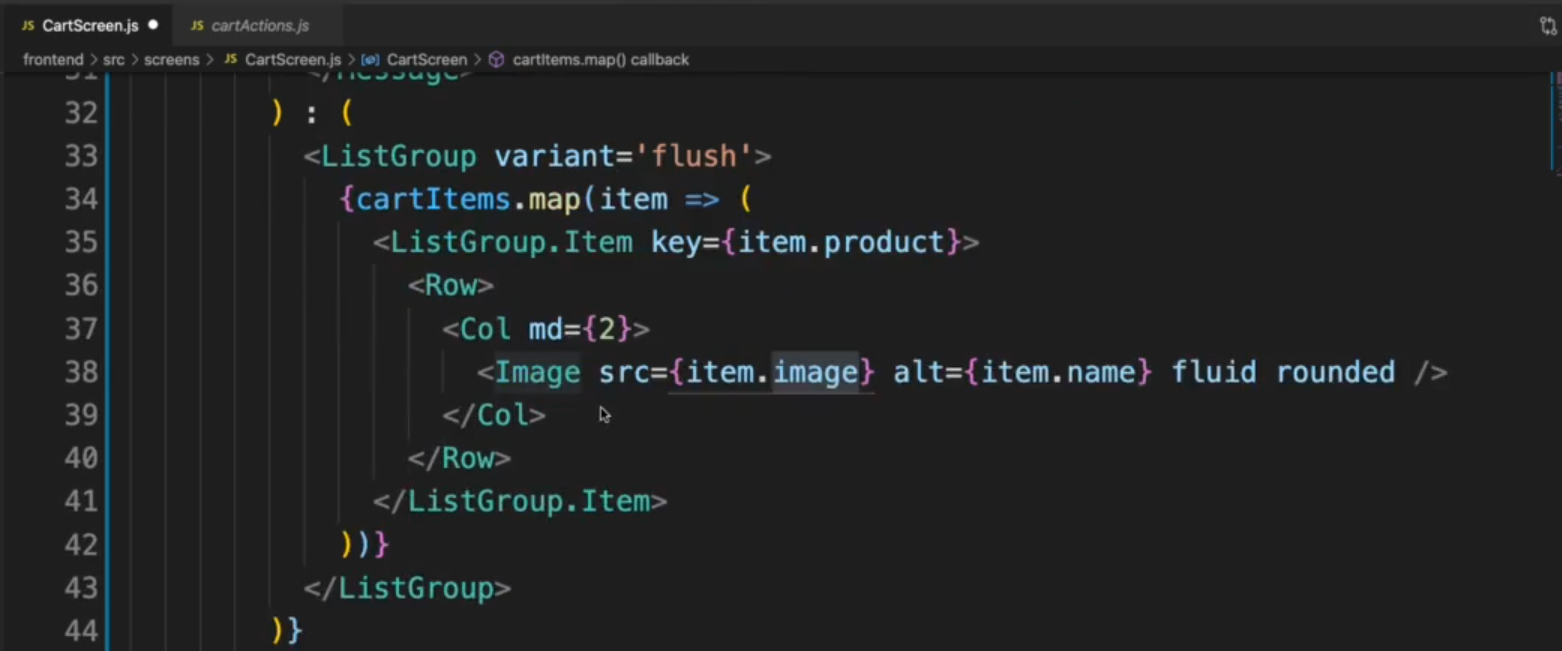 JS CartScreen.js ● JS cartActions.js
frontend > src > screens > JS CartScreen.js > CartScreen > cartItems.map() callback
31 </Message>
32 ) : (
33 <ListGroup variant='flush'>
34 {cartItems.map(item => (
35 <ListGroup.Item key={item.product}>
36 <Row>
37 <Col md={2}>
38 <Image src={item.image} alt={item.name} fluid rounded />
39 </Col>
40 </Row>
41 </ListGroup.Item>
42 ))}
43 </ListGroup>
44 )}